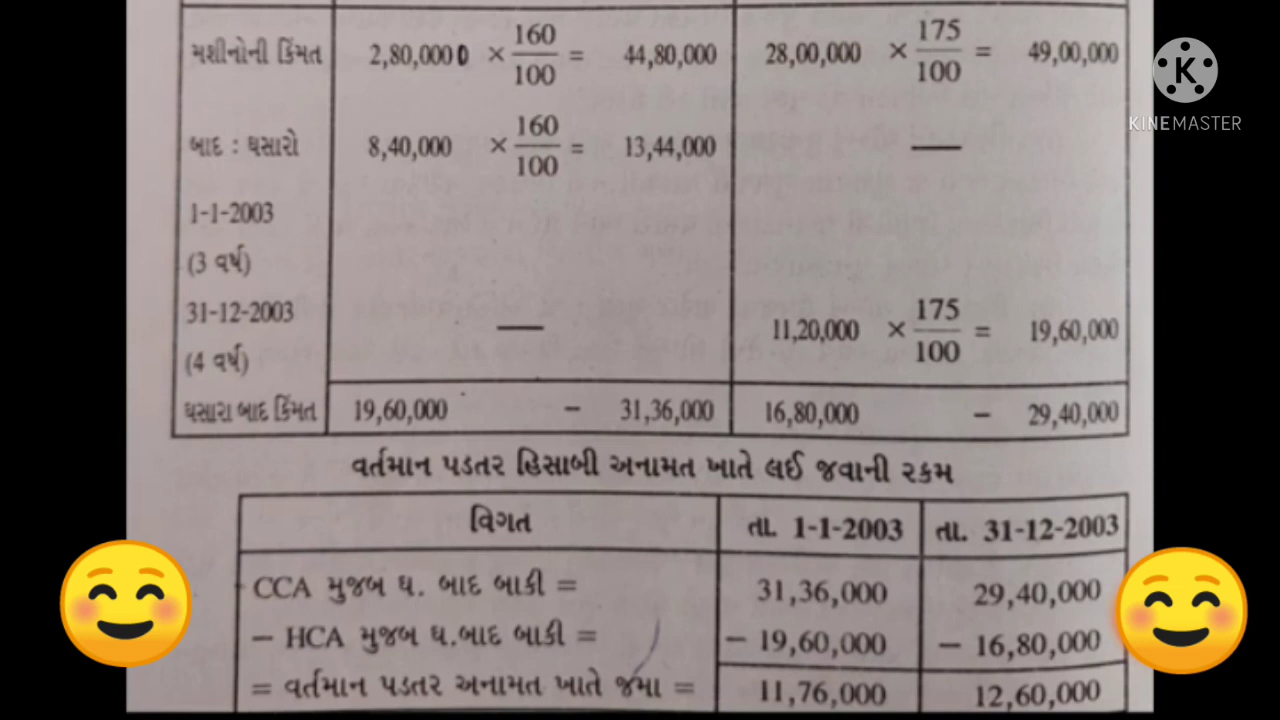 મશીનોની કિંમત 2,80,0000 × 160/100 = 44,80,000 28,00,000 × 175/100 = 49,00,000
બાદ : ઘસારો 8,40,000 × 160/100 = 13,44,000 —
1-1-2003
(3 વર્ષ)
31-12-2003 — 11,20,000 × 175/100 = 19,60,000
(4 વર્ષ)
ઘસારા બાદ કિંમત 19,60,000 – 31,36,000 16,80,000 – 29,40,000
વર્તમાન પડતર હિસાબી અનામત ખાતે લઈ જવાની રકમ
વિગત તા. 1-1-2003 તા. 31-12-2003
CCA મુજબ ઘ. બાદ બાકી = 31,36,000 29,40,000
– HCA મુજબ ઘ.બાદ બાકી = – 19,60,000 – 16,80,000
= વર્તમાન પડતર અનામત ખાતે જમા = 11,76,000 12,60,000
K
KINEMASTER